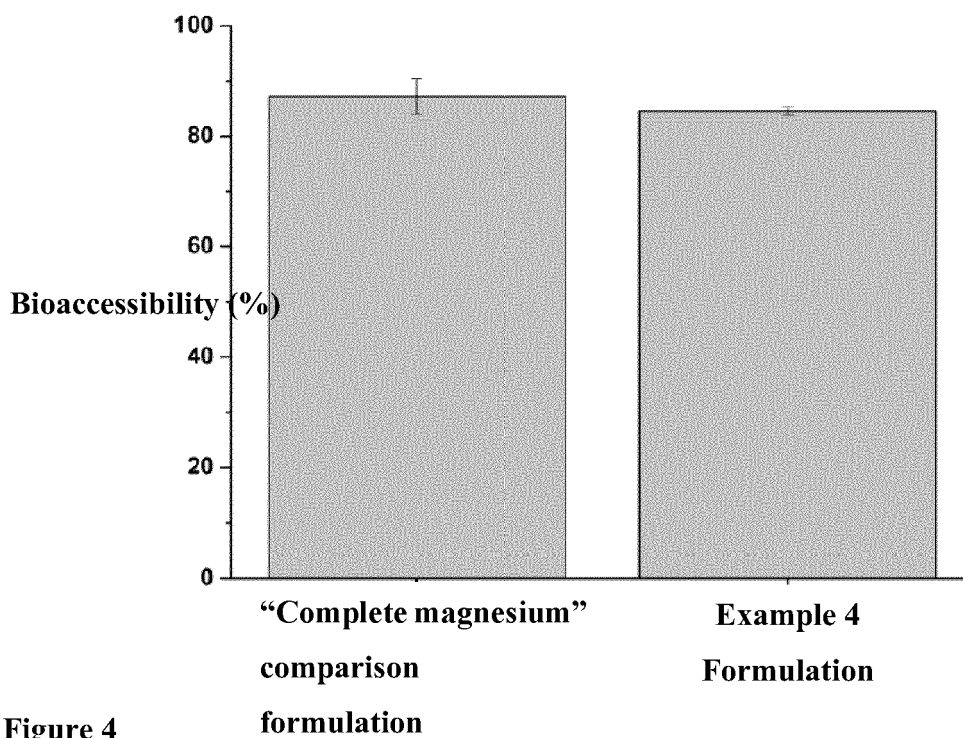 100
80
60
Bioaccessibility (%)
40
20
0
“Complete magnesium”
comparison
formulation
Example 4
Formulation
Figure 4